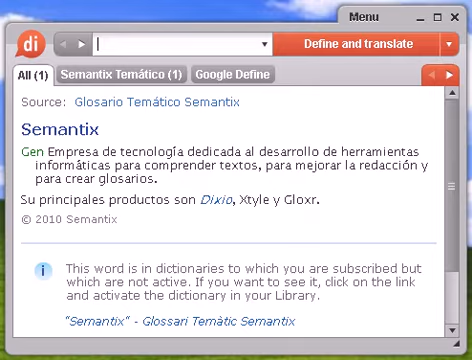 Menu
di
Define and translate
All (1) Semantix Temático (1) Google Define
Source: Glosario Temático Semantix
Semantix
Gen Empresa de tecnología dedicada al desarrollo de herramientas
informáticas para comprender textos, para mejorar la redacción y
para crear glosarios.
Su principales productos son Dixio, Xtyle y Gloxr.
© 2010 Semantix
i
This word is in dictionaries to which you are subscribed but
which are not active. If you want to see it, click on the link
and activate the dictionary in your Library.
"Semantix" - Glossari Temàtic Semantix